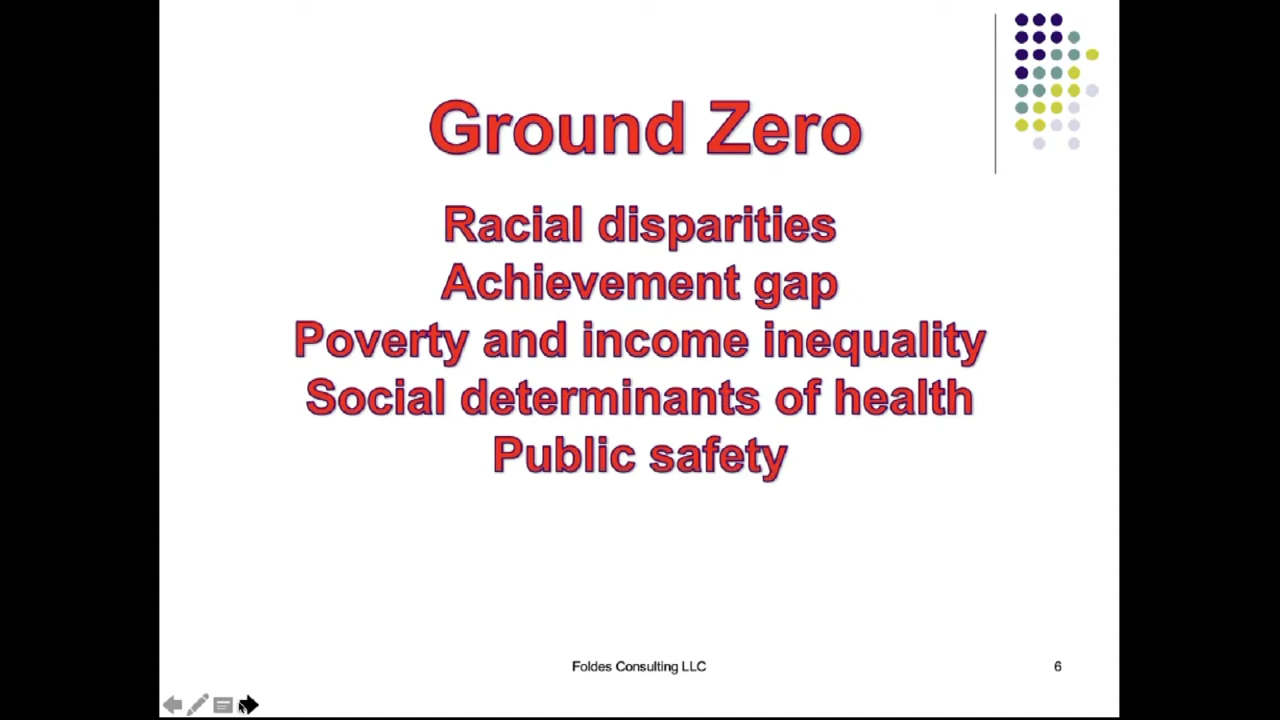 Ground Zero
Racial disparities
Achievement gap
Poverty and income inequality
Social determinants of health
Public safety
Foldes Consulting LLC
6